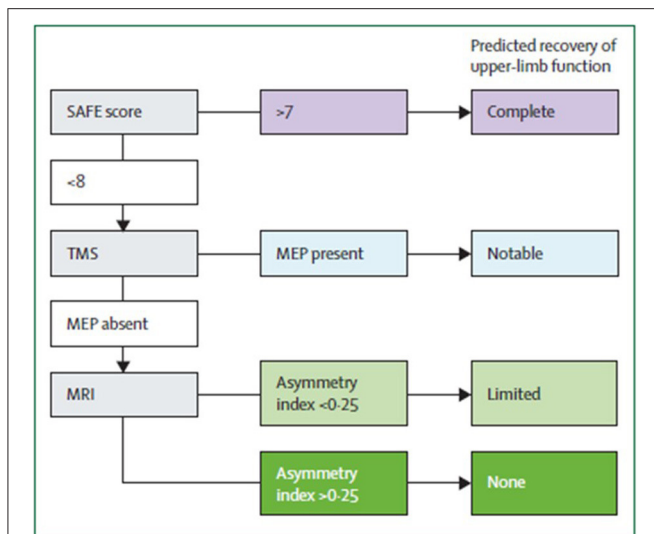 Predicted recovery of
upper-limb function
SAFE score
>7
Complete
<8
TMS
MEP present
Notable
MEP absent
MRI
Asymmetry
index <0·25
Limited
Asymmetry
index >0·25
None